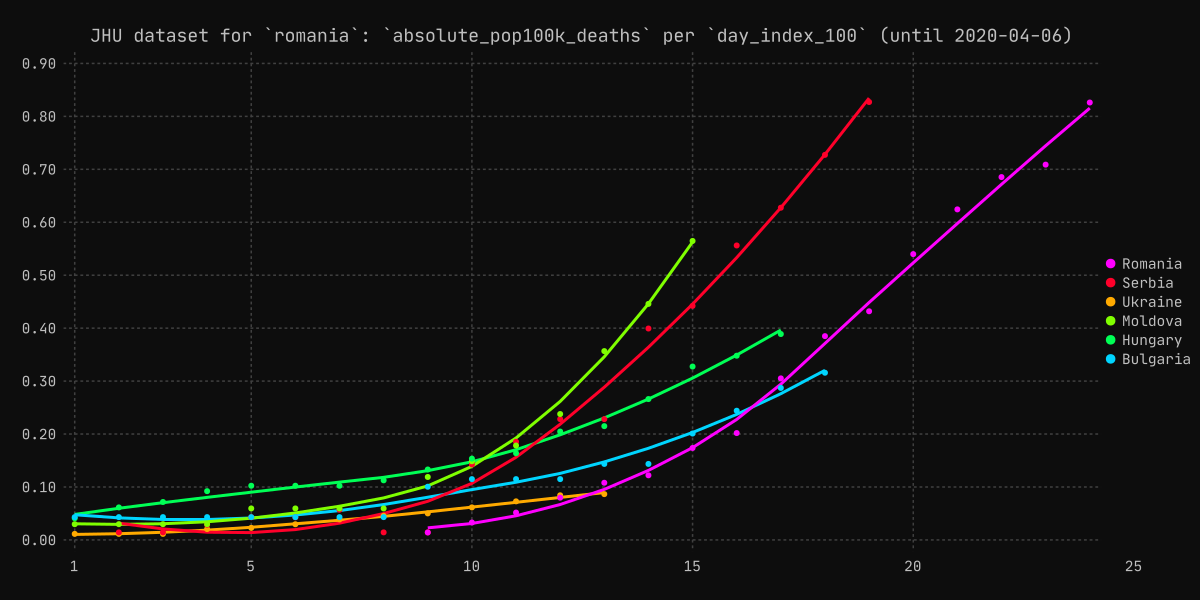 JHU dataset for `romania`: `absolute_pop100k_deaths` per `day_index_100` (until 2020-04-06)
0.90
0.80
0.70
0.60
0.50
0.40
0.30
0.20
0.10
0.00
1 5 10 15 20 25
Romania
Serbia
Ukraine
Moldova
Hungary
Bulgaria